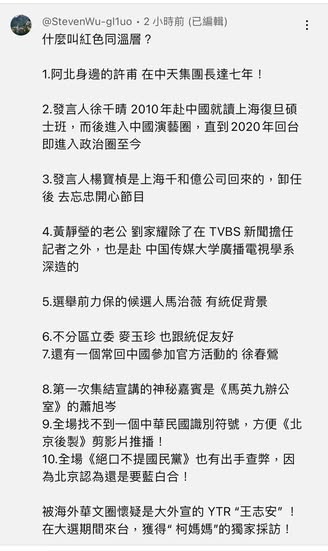 @StevenWu-gl1uo • 2 小時前 (已編輯)
什麼叫紅色同溫層？
1.阿北身邊的許甫 在中天集團長達七年！
2.發言人徐千晴 2010年赴中國就讀上海復旦碩
士班，而後進入中國演藝圈，直到2020年回台
即進入政治圈至今
3.發言人楊寶楨是上海千和億公司回來的，卸任
後 去忘忠開心節目
4.黃靜瑩的老公 劉家耀除了在 TVBS 新聞擔任
記者之外，也是赴 中国传媒大学廣播電視學系
深造的
5.選舉前力保的候選人馬治薇 有統促背景
6.不分區立委 麥玉珍 也跟統促友好
7.還有一個常回中國參加官方活動的 徐春鶯
8.第一次集結宣講的神秘嘉賓是《馬英九辦公
室》的蕭旭岑
9.全場找不到一個中華民國識別符號，方便《北
京後製》剪影片推播！
10.全場《絕口不提國民黨》也有出手查弊，因
為北京認為還是要藍白合！
被海外華文圈懷疑是大外宣的 YTR “王志安” ！
在大選期間來台，獲得“ 柯媽媽”的獨家採訪！